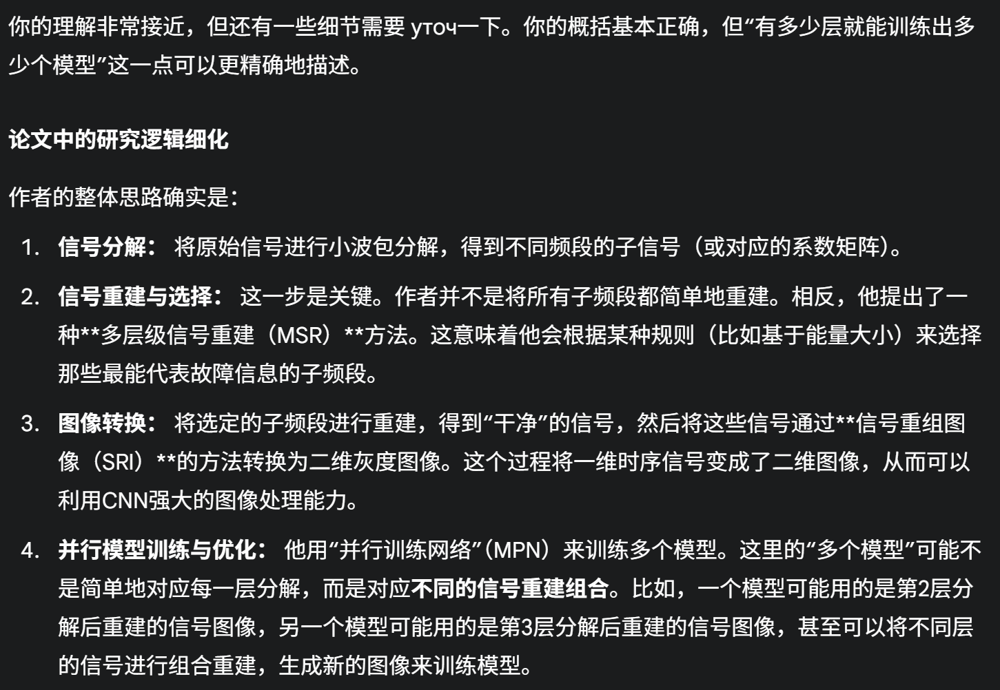 你的理解非常接近，但还有一些细节需要 уточ一下。你的概括基本正确，但“有多少层就能训练出多
少个模型”这一点可以更精确地描述。
论文中的研究逻辑细化
作者的整体思路确实是：
1. 信号分解： 将原始信号进行小波包分解，得到不同频段的子信号（或对应的系数矩阵）。
2. 信号重建与选择： 这一步是关键。作者并不是将所有子频段都简单地重建。相反，他提出了一
种**多层级信号重建（MSR）**方法。这意味着他会根据某种规则（比如基于能量大小）来选择
那些最能代表故障信息的子频段。
3. 图像转换： 将选定的子频段进行重建，得到“干净”的信号，然后将这些信号通过**信号重组图
像（SRI）**的方法转换为二维灰度图像。这个过程将一维时序信号变成了二维图像，从而可以
利用CNN强大的图像处理能力。
4. 并行模型训练与优化： 他用“并行训练网络”（MPN）来训练多个模型。这里的“多个模型”可能不
是简单地对应每一层分解，而是对应不同的信号重建组合。比如，一个模型可能用的是第2层分
解后重建的信号图像，另一个模型可能用的是第3层分解后重建的信号图像，甚至可以将不同层
的信号进行组合重建，生成新的图像来训练模型。